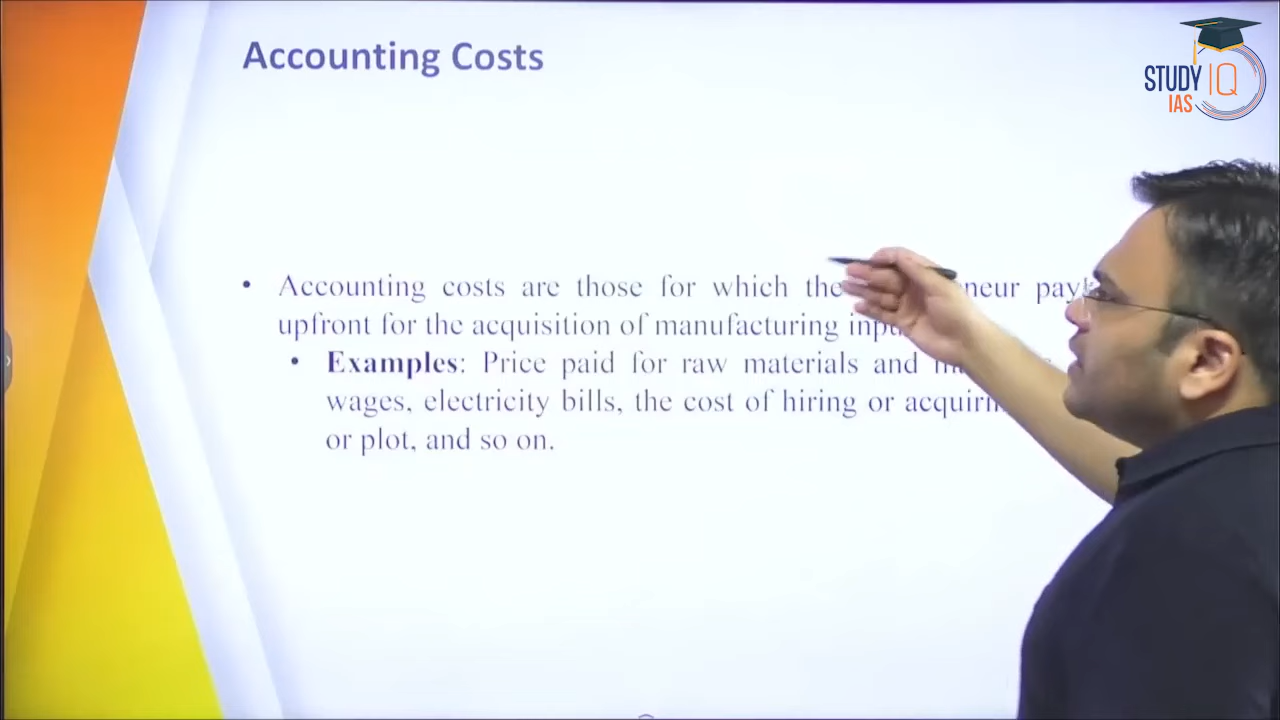 Accounting Costs
STUDY IQ
IAS
• Accounting costs are those for which the
upfront for the acquisition of manufacturing
• Examples: Price paid for raw materials and
wages, electricity bills, the cost of hiring or
or plot, and so on.